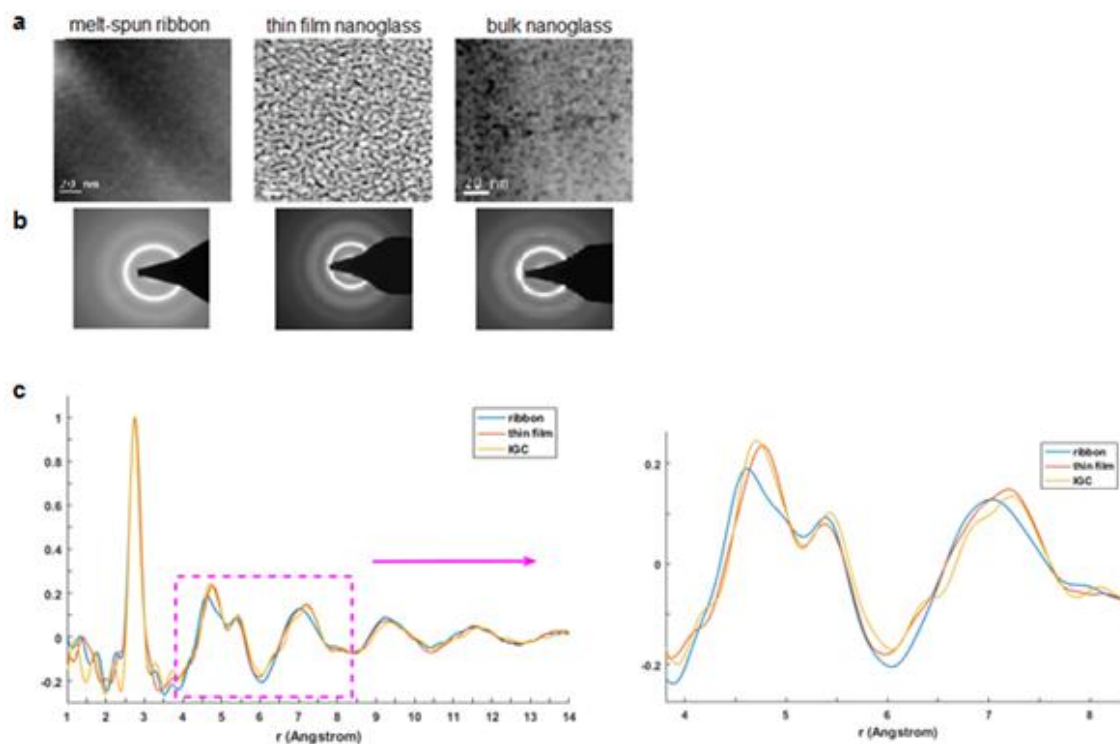 a
melt-spun ribbon thin film nanoglass bulk nanoglass
20 nm
20 nm
b
c
1
0.8
0.6
0.4
0.2
0
-0.2
1 2 3 4 5 6 7 8 9 10 11 12 13 14
r (Angstrom)
ribbon
thin film
IGC
0.2
0
-0.2
4 5 6 7 8
r (Angstrom)
ribbon
thin film
IGC